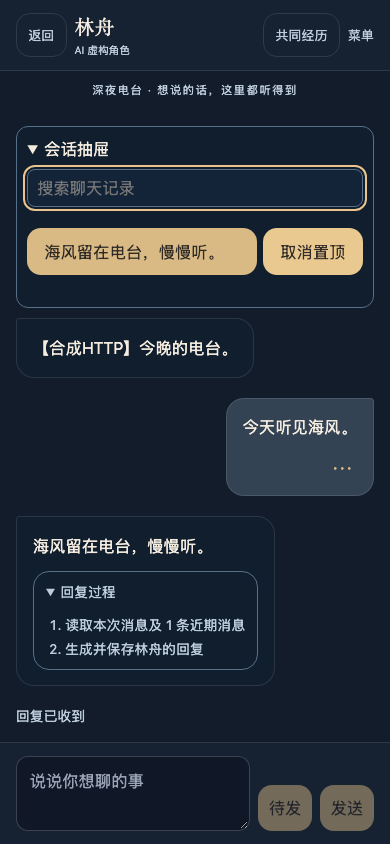 返回
林舟
AI 虚构角色
共同经历
菜单
深夜电台 · 想说的话，这里都听得到
▼ 会话抽屉
搜索聊天记录
海风留在电台，慢慢听。
取消置顶
【合成HTTP】今晚的电台。
今天听见海风。
...
海风留在电台，慢慢听。
▼ 回复过程
1. 读取本次消息及 1 条近期消息
2. 生成并保存林舟的回复
回复已收到
说说你想聊的事
待发
发送